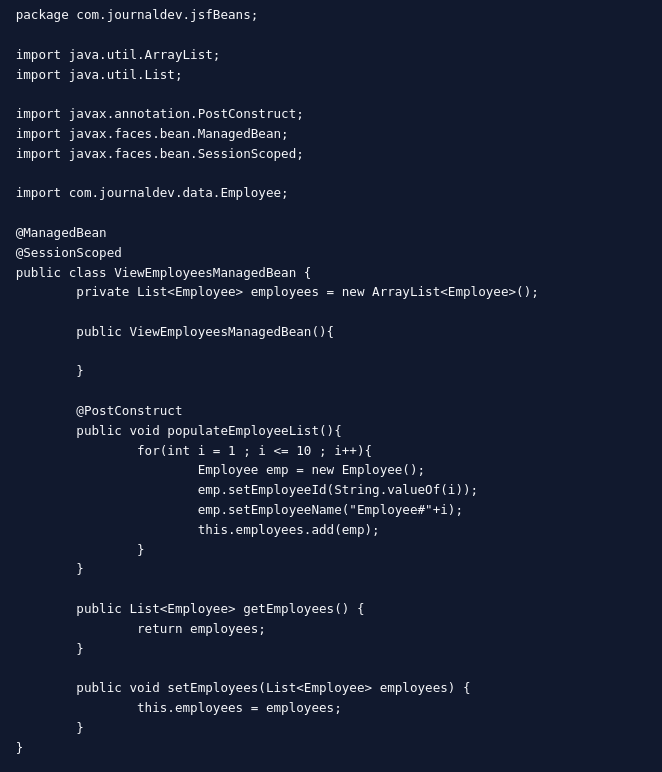 package com.journaldev.jsfBeans;

import java.util.ArrayList;
import java.util.List;

import javax.annotation.PostConstruct;
import javax.faces.bean.ManagedBean;
import javax.faces.bean.SessionScoped;

import com.journaldev.data.Employee;

@ManagedBean
@SessionScoped
public class ViewEmployeesManagedBean {
        private List<Employee> employees = new ArrayList<Employee>();

        public ViewEmployeesManagedBean(){

        }

        @PostConstruct
        public void populateEmployeeList(){
                for(int i = 1 ; i <= 10 ; i++){
                        Employee emp = new Employee();
                        emp.setEmployeeId(String.valueOf(i));
                        emp.setEmployeeName("Employee#"+i);
                        this.employees.add(emp);
                }
        }

        public List<Employee> getEmployees() {
                return employees;
        }

        public void setEmployees(List<Employee> employees) {
                this.employees = employees;
        }
}